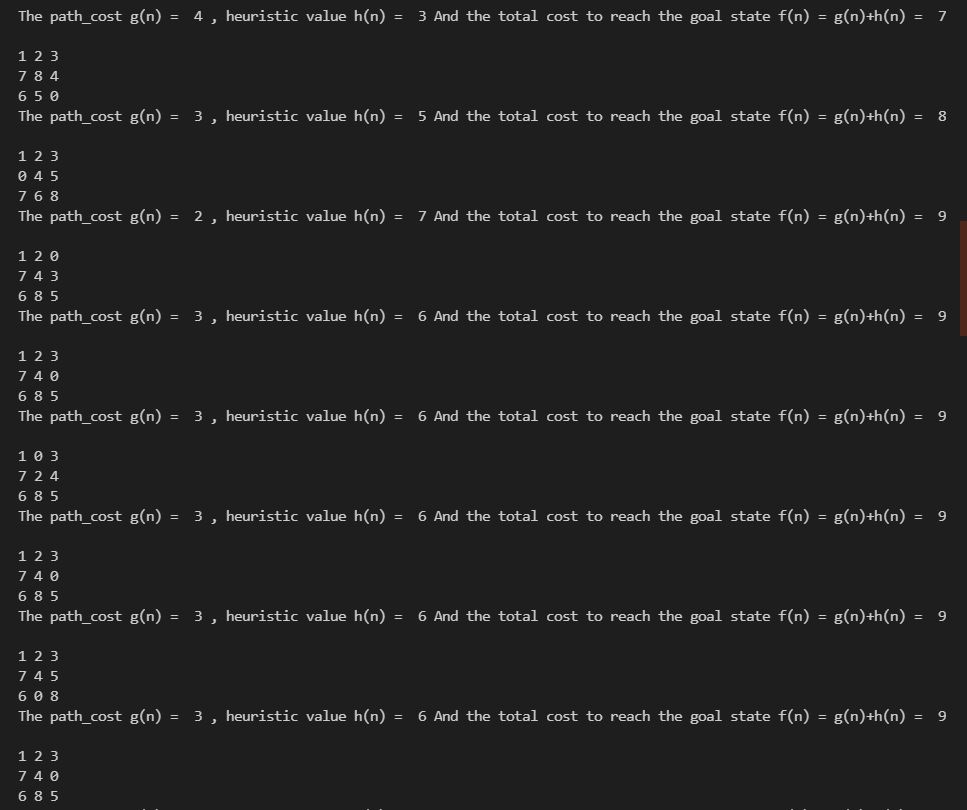 The path_cost g(n) =  4 , heuristic value h(n) =  3 And the total cost to reach the goal state f(n) = g(n)+h(n) =  7
1 2 3
7 8 4
6 5 0
The path_cost g(n) =  3 , heuristic value h(n) =  5 And the total cost to reach the goal state f(n) = g(n)+h(n) =  8
1 2 3
0 4 5
7 6 8
The path_cost g(n) =  2 , heuristic value h(n) =  7 And the total cost to reach the goal state f(n) = g(n)+h(n) =  9
1 2 0
7 4 3
6 8 5
The path_cost g(n) =  3 , heuristic value h(n) =  6 And the total cost to reach the goal state f(n) = g(n)+h(n) =  9
1 2 3
7 4 0
6 8 5
The path_cost g(n) =  3 , heuristic value h(n) =  6 And the total cost to reach the goal state f(n) = g(n)+h(n) =  9
1 0 3
7 2 4
6 8 5
The path_cost g(n) =  3 , heuristic value h(n) =  6 And the total cost to reach the goal state f(n) = g(n)+h(n) =  9
1 2 3
7 4 0
6 8 5
The path_cost g(n) =  3 , heuristic value h(n) =  6 And the total cost to reach the goal state f(n) = g(n)+h(n) =  9
1 2 3
7 4 5
6 0 8
The path_cost g(n) =  3 , heuristic value h(n) =  6 And the total cost to reach the goal state f(n) = g(n)+h(n) =  9
1 2 3
7 4 0
6 8 5